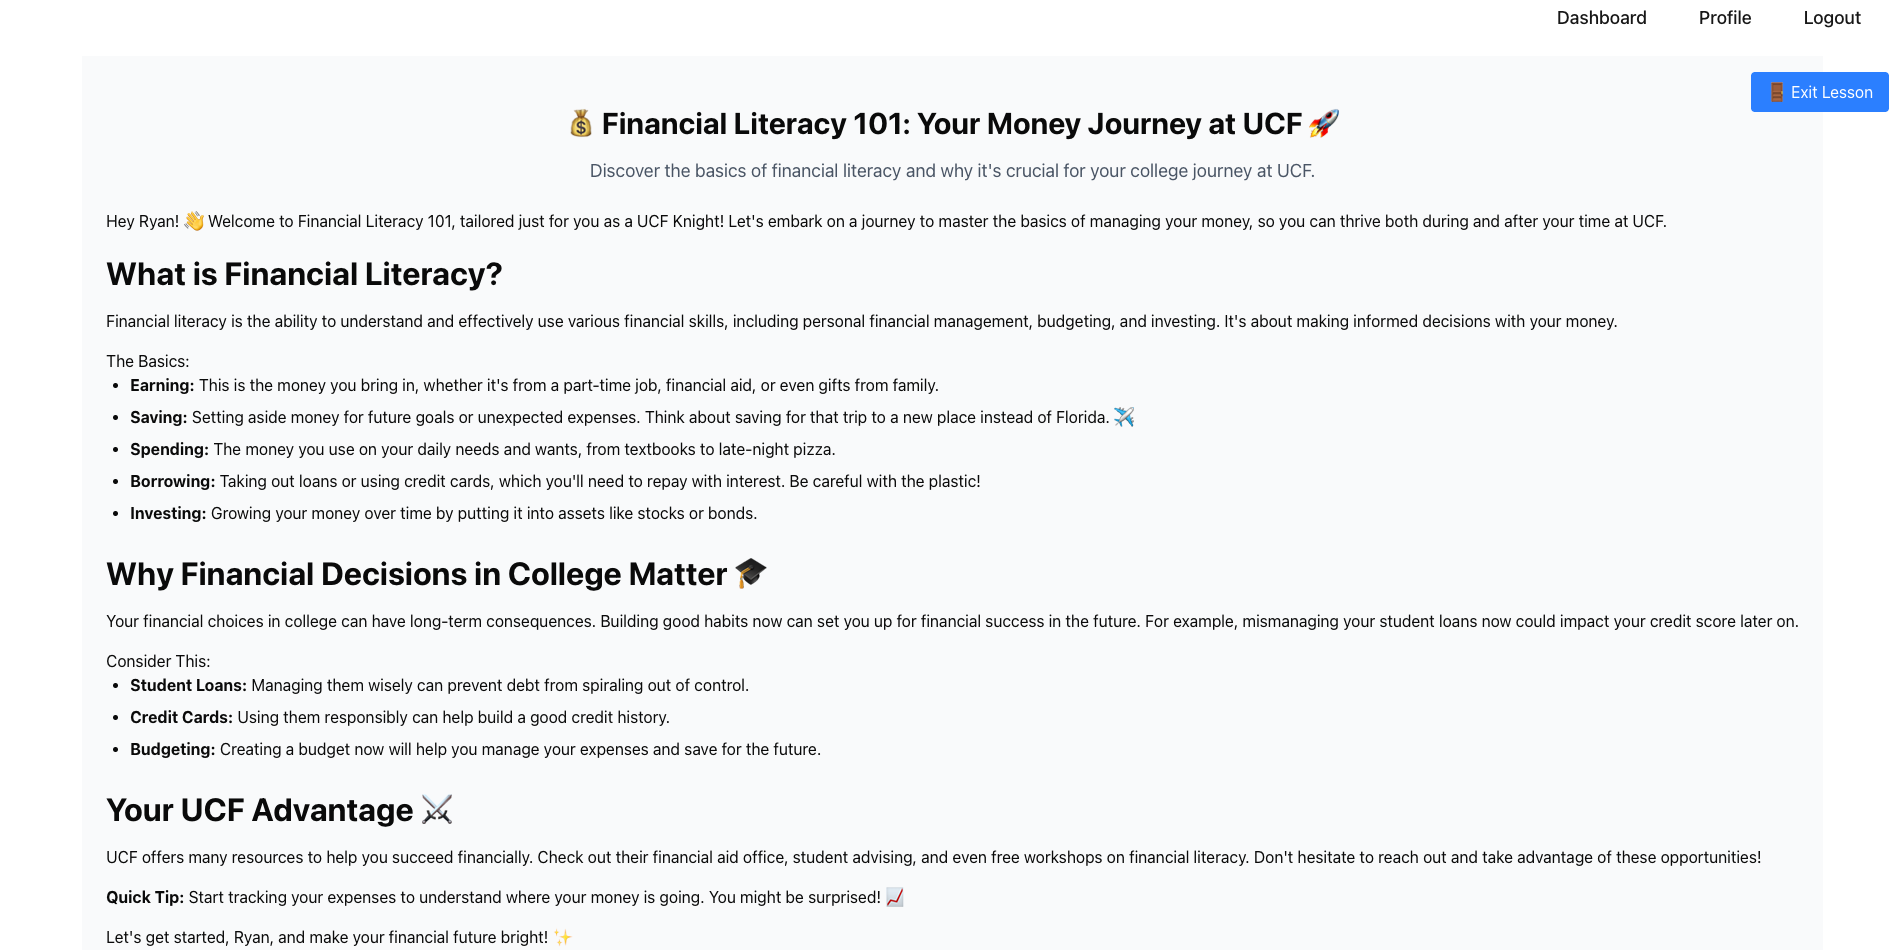 Dashboard Profile Logout
🚪 Exit Lesson
💰 Financial Literacy 101: Your Money Journey at UCF 🚀
Discover the basics of financial literacy and why it's crucial for your college journey at UCF.
Hey Ryan! 👋 Welcome to Financial Literacy 101, tailored just for you as a UCF Knight! Let's embark on a journey to master the basics of managing your money, so you can thrive both during and after your time at UCF.
What is Financial Literacy?
Financial literacy is the ability to understand and effectively use various financial skills, including personal financial management, budgeting, and investing. It's about making informed decisions with your money.
The Basics:
• Earning: This is the money you bring in, whether it's from a part-time job, financial aid, or even gifts from family.
• Saving: Setting aside money for future goals or unexpected expenses. Think about saving for that trip to a new place instead of Florida. ✈️
• Spending: The money you use on your daily needs and wants, from textbooks to late-night pizza.
• Borrowing: Taking out loans or using credit cards, which you'll need to repay with interest. Be careful with the plastic!
• Investing: Growing your money over time by putting it into assets like stocks or bonds.
Why Financial Decisions in College Matter 🎓
Your financial choices in college can have long-term consequences. Building good habits now can set you up for financial success in the future. For example, mismanaging your student loans now could impact your credit score later on.
Consider This:
• Student Loans: Managing them wisely can prevent debt from spiraling out of control.
• Credit Cards: Using them responsibly can help build a good credit history.
• Budgeting: Creating a budget now will help you manage your expenses and save for the future.
Your UCF Advantage ⚔️
UCF offers many resources to help you succeed financially. Check out their financial aid office, student advising, and even free workshops on financial literacy. Don't hesitate to reach out and take advantage of these opportunities!
Quick Tip: Start tracking your expenses to understand where your money is going. You might be surprised! 📈
Let's get started, Ryan, and make your financial future bright! ✨